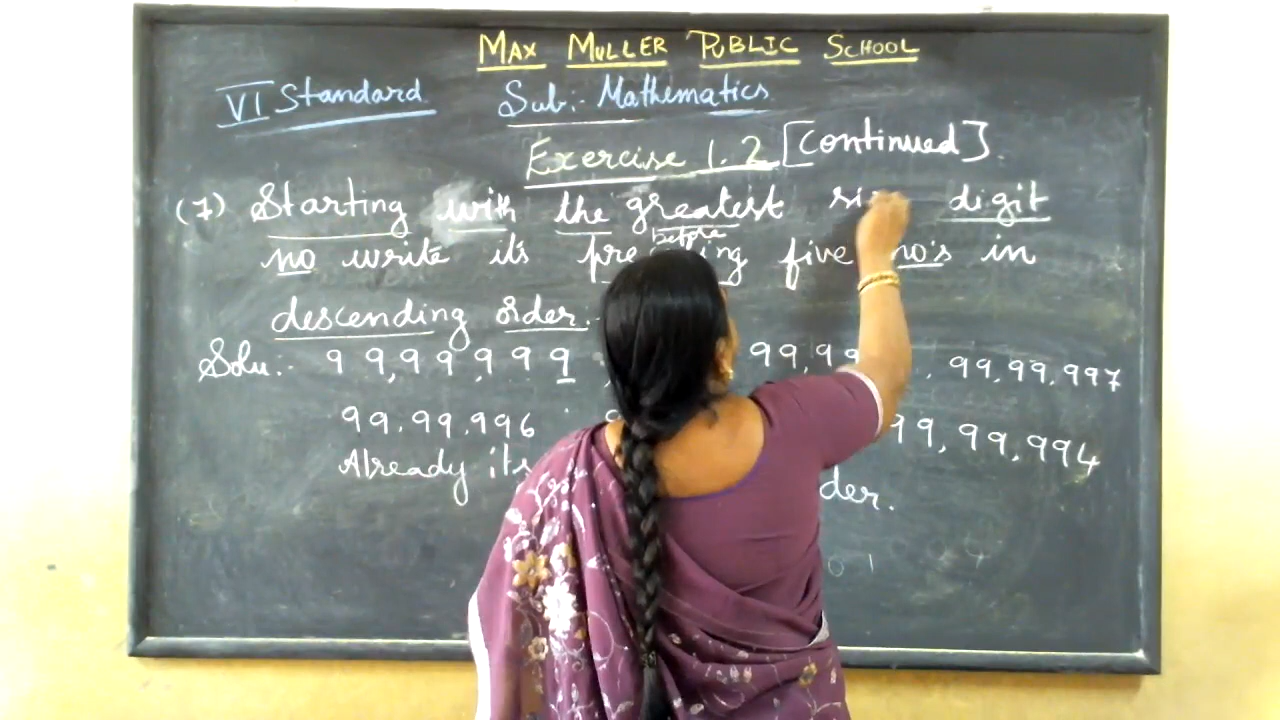 MAX MULLER PUBLIC SCHOOL
VI Standard Sub:- Mathematics
Exercise 1.2 [Continued].
(7) Starting with the greatest digit
before
no write it's five no's in
descending order.
Solu:- 99,99,999, 99,99,997
99,99,996 99,99,994
Already its